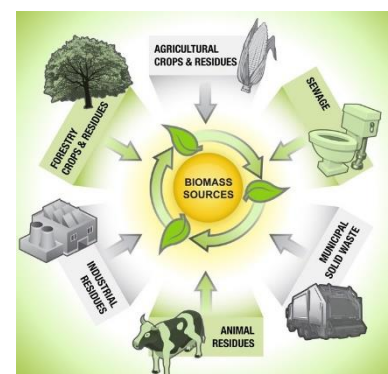 AGRICULTURAL
CROPS & RESIDUES
SEWAGE
MUNICIPAL
SOLID WASTE
ANIMAL
RESIDUES
INDUSTRIAL
RESIDUES
FORESTRY
CROPS & RESIDUES
BIOMASS
SOURCES